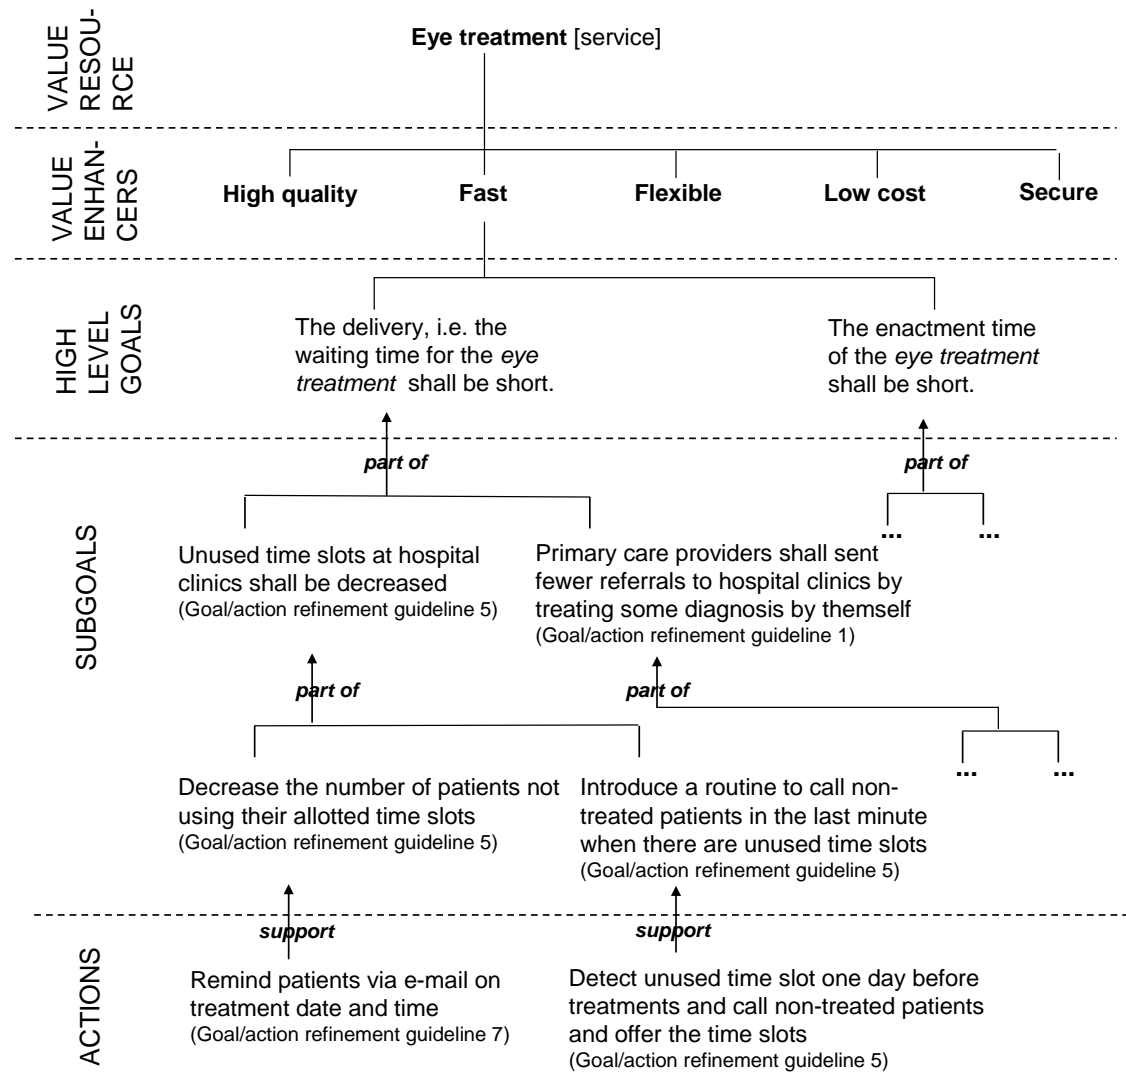 VALUE
RESOU-
RCE
Eye treatment [service]
VALUE
ENHAN-
CERS
High quality
Fast
Flexible
Low cost
Secure
HIGH
LEVEL
GOALS
The delivery, i.e. the
waiting time for the eye
treatment shall be short.
The enactment time
of the eye treatment
shall be short.
SUBGOALS
part of
part of
...
...
Unused time slots at hospital
clinics shall be decreased
(Goal/action refinement guideline 5)
Primary care providers shall sent
fewer referrals to hospital clinics by
treating some diagnosis by themself
(Goal/action refinement guideline 1)
part of
part of
...
...
Decrease the number of patients not
using their allotted time slots
(Goal/action refinement guideline 5)
Introduce a routine to call non-
treated patients in the last minute
when there are unused time slots
(Goal/action refinement guideline 5)
ACTIONS
support
support
Remind patients via e-mail on
treatment date and time
(Goal/action refinement guideline 7)
Detect unused time slot one day before
treatments and call non-treated patients
and offer the time slots
(Goal/action refinement guideline 5)